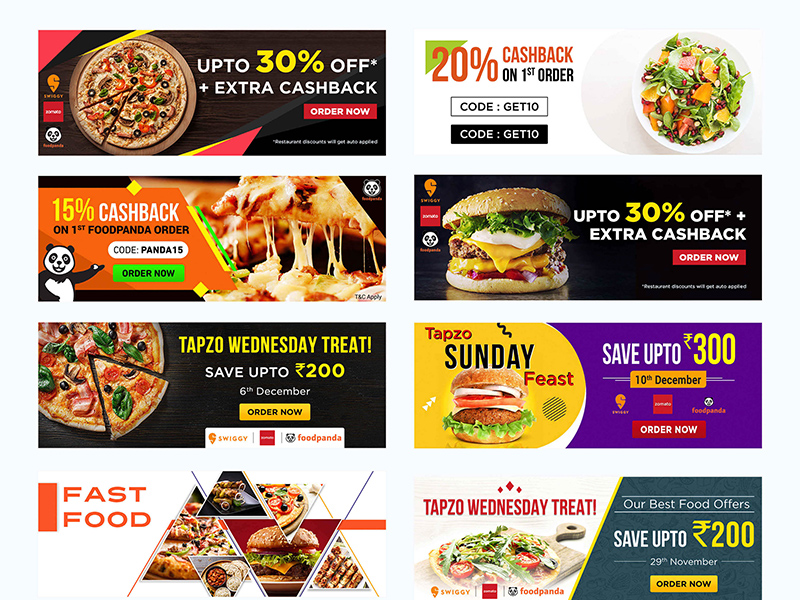 SWIGGY
zomato
foodpanda
UPTO 30% OFF*
+ EXTRA CASHBACK
ORDER NOW
*Restaurant discounts will get auto applied
20% CASHBACK
ON 1ST ORDER
CODE : GET10
CODE : GET10
15% CASHBACK
ON 1ST FOODPANDA ORDER
CODE: PANDA15
ORDER NOW
foodpanda
T&C Apply
SWIGGY
zomato
foodpanda
UPTO 30% OFF* +
EXTRA CASHBACK
ORDER NOW
*Restaurant discounts will get auto applied
TAPZO WEDNESDAY TREAT!
SAVE UPTO ₹200
6th December
ORDER NOW
SWIGGY zomato foodpanda
Tapzo
SUNDAY
Feast
SAVE UPTO ₹300
10th December
SWIGGY zomato foodpanda
ORDER NOW
FAST
FOOD
TAPZO WEDNESDAY TREAT!
SWIGGY zomato foodpanda
Our Best Food Offers
SAVE UPTO ₹200
29th November
ORDER NOW